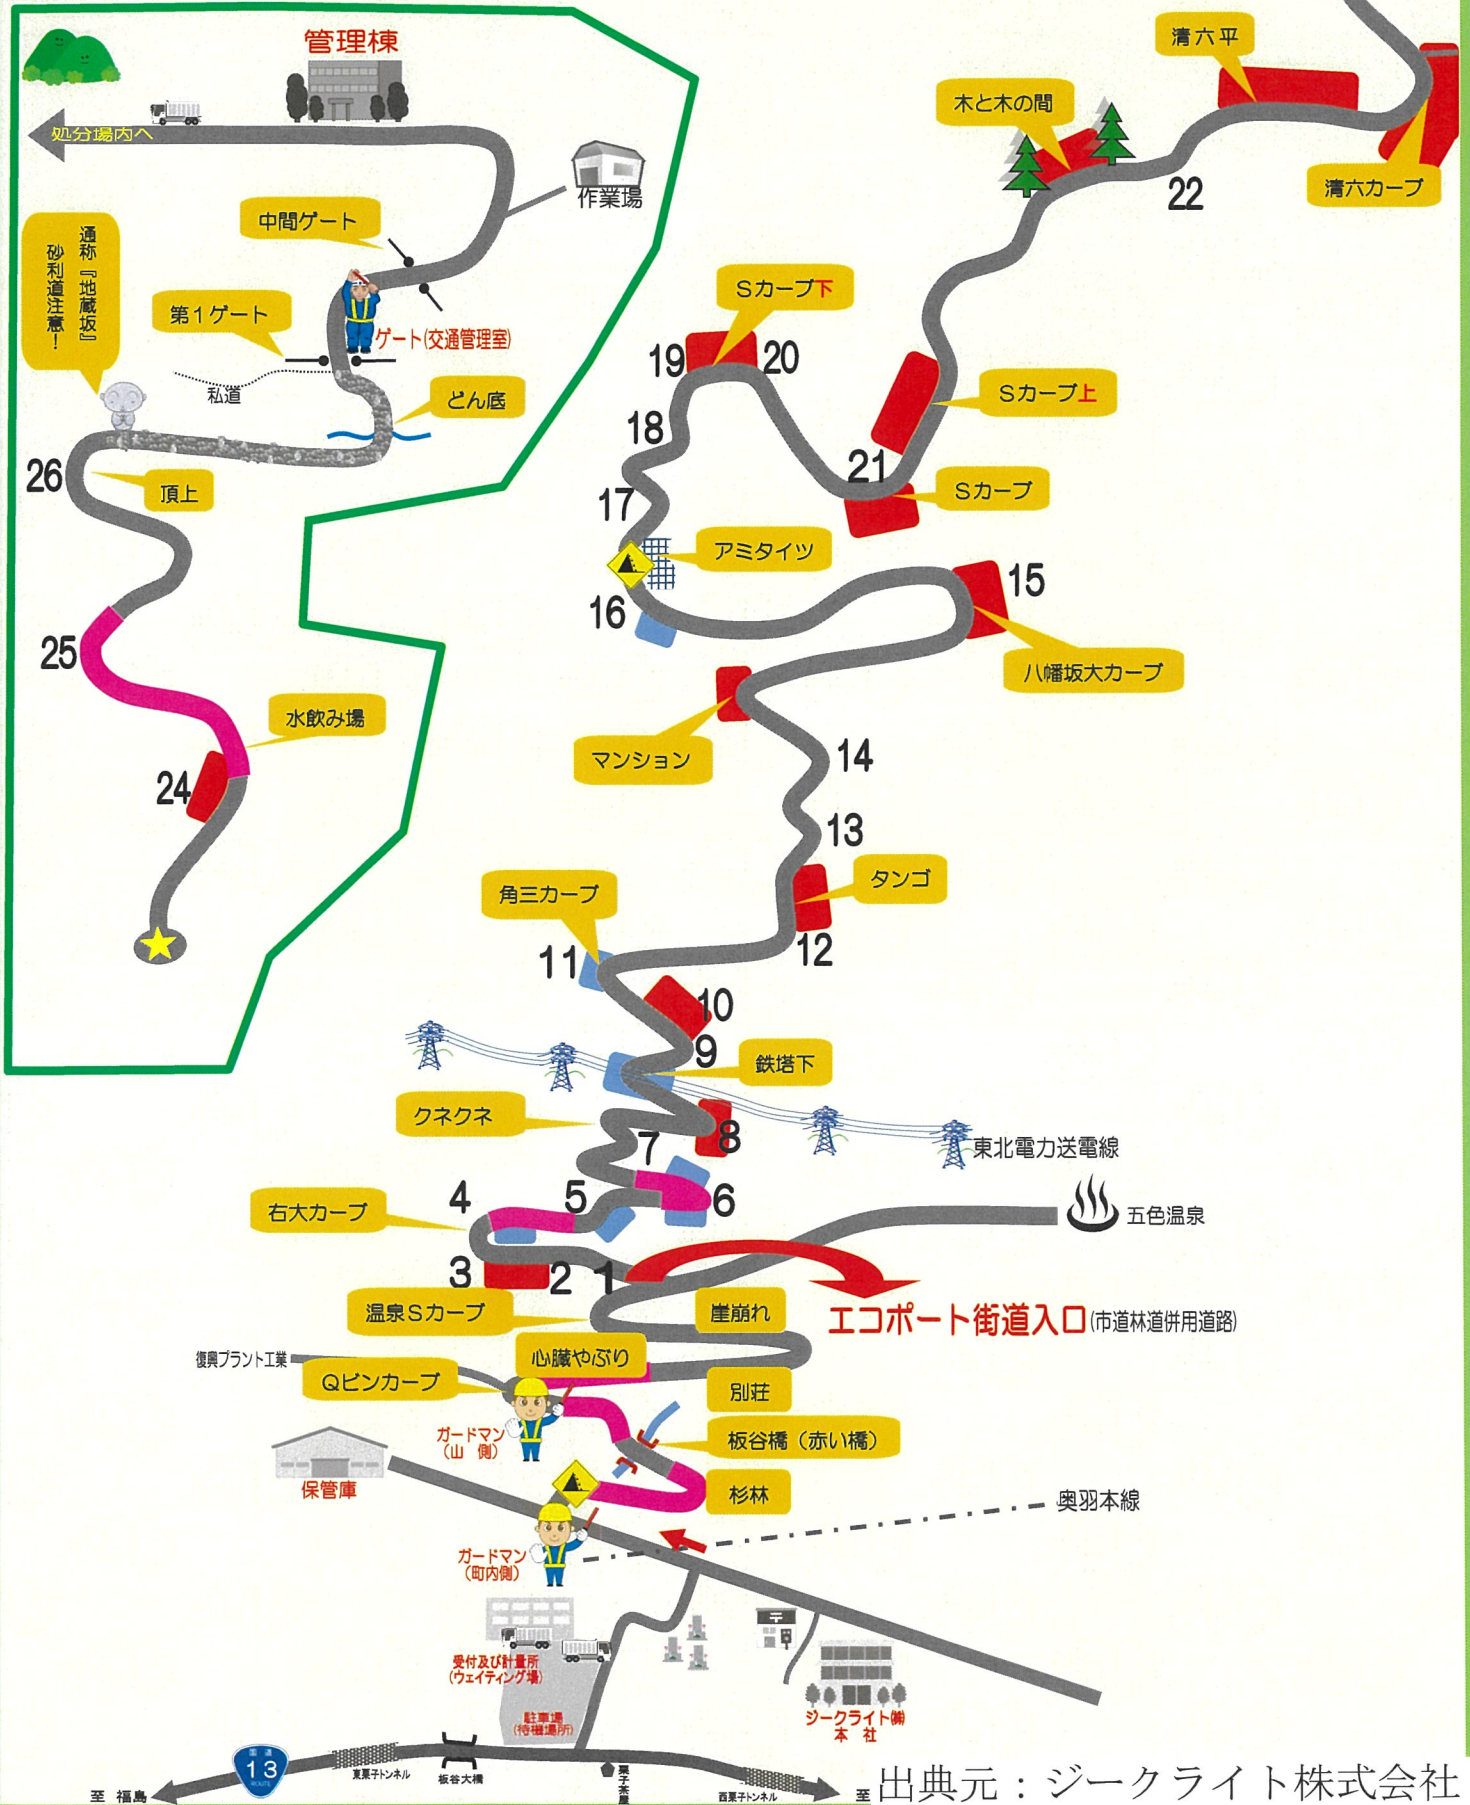 管理棟
処分場内へ
作業場
中間ゲート
通称『地蔵坂』
砂利道注意！
第１ゲート
ゲート(交通管理室)
私道
どん底
26
頂上
25
水飲み場
24
清六平
木と木の間
清六カーブ
22
Ｓカーブ下
19
20
Ｓカーブ上
18
21
Ｓカーブ
17
アミタイツ
16
15
八幡坂大カーブ
マンション
14
13
タンゴ
12
角三カーブ
11
10
9
鉄塔下
クネクネ
7
8
東北電力送電線
6
5
4
右大カーブ
五色温泉
3
2
1
温泉Ｓカーブ
崖崩れ
エコポート街道入口(市道林道併用道路)
復興プラント工業
心臓やぶり
Ｑピンカーブ
別荘
ガードマン
(山 側)
板谷橋（赤い橋）
保管庫
杉林
奥羽本線
ガードマン
(町内側)
受付及び計量所
(ウェイティング場)
〒
駐車場
(待機場所)
ジークライト㈱
本 社
国道
13
ROUTE
東栗子トンネル
板谷大橋
栗子茶屋
西栗子トンネル
至 福島
至
出典元：ジークライト株式会社